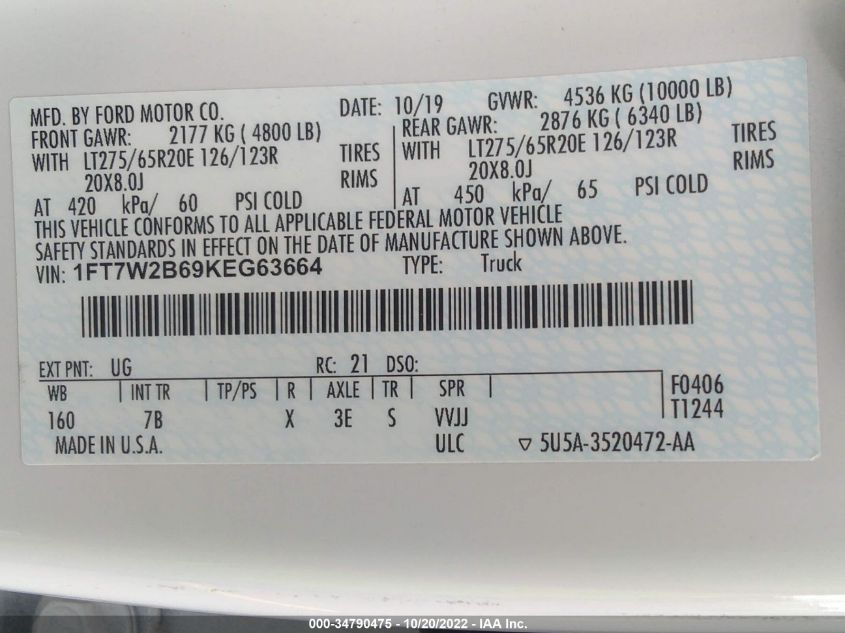 MFD. BY FORD MOTOR CO. DATE: 10/19 GVWR: 4536 KG (10000 LB)
FRONT GAWR: 2177 KG ( 4800 LB) REAR GAWR: 2876 KG ( 6340 LB)
WITH LT275/65R20E 126/123R TIRES WITH LT275/65R20E 126/123R TIRES
20X8.0J RIMS 20X8.0J RIMS
AT 420 kPa/ 60 PSI COLD AT 450 kPa/ 65 PSI COLD
THIS VEHICLE CONFORMS TO ALL APPLICABLE FEDERAL MOTOR VEHICLE
SAFETY STANDARDS IN EFFECT ON THE DATE OF MANUFACTURE SHOWN ABOVE.
VIN: 1FT7W2B69KEG63664 TYPE: Truck
EXT PNT: UG RC: 21 DSO:
WB INT TR TP/PS R AXLE TR SPR F0406
160 7B X 3E S VVJJ T1244
MADE IN U.S.A. ULC ▽ 5U5A-3520472-AA
000-34790475 - 10/20/2022 - IAA Inc.